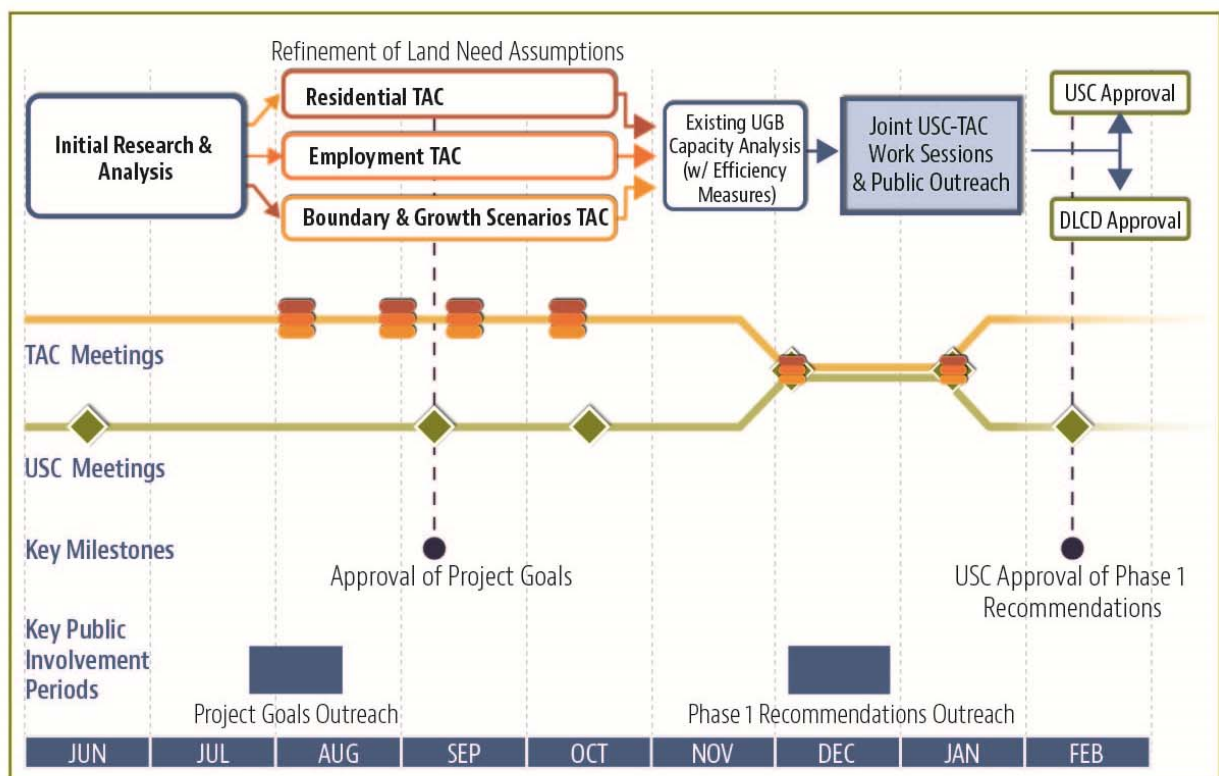 Refinement of Land Need Assumptions
Initial Research &
Analysis
Residential TAC
Employment TAC
Boundary & Growth Scenarios TAC
Existing UGB
Capacity Analysis
(w/ Efficiency
Measures)
Joint USC-TAC
Work Sessions
& Public Outreach
USC Approval
DLCD Approval
TAC Meetings
USC Meetings
Key Milestones
Approval of Project Goals
USC Approval of Phase 1
Recommendations
Key Public
Involvement
Periods
Project Goals Outreach
Phase 1 Recommendations Outreach
JUN JUL AUG SEP OCT NOV DEC JAN FEB